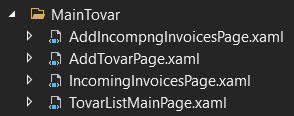 MainTovar
AddIncompngInvoicesPage.xaml
AddTovarPage.xaml
IncomingInvoicesPage.xaml
TovarListMainPage.xaml